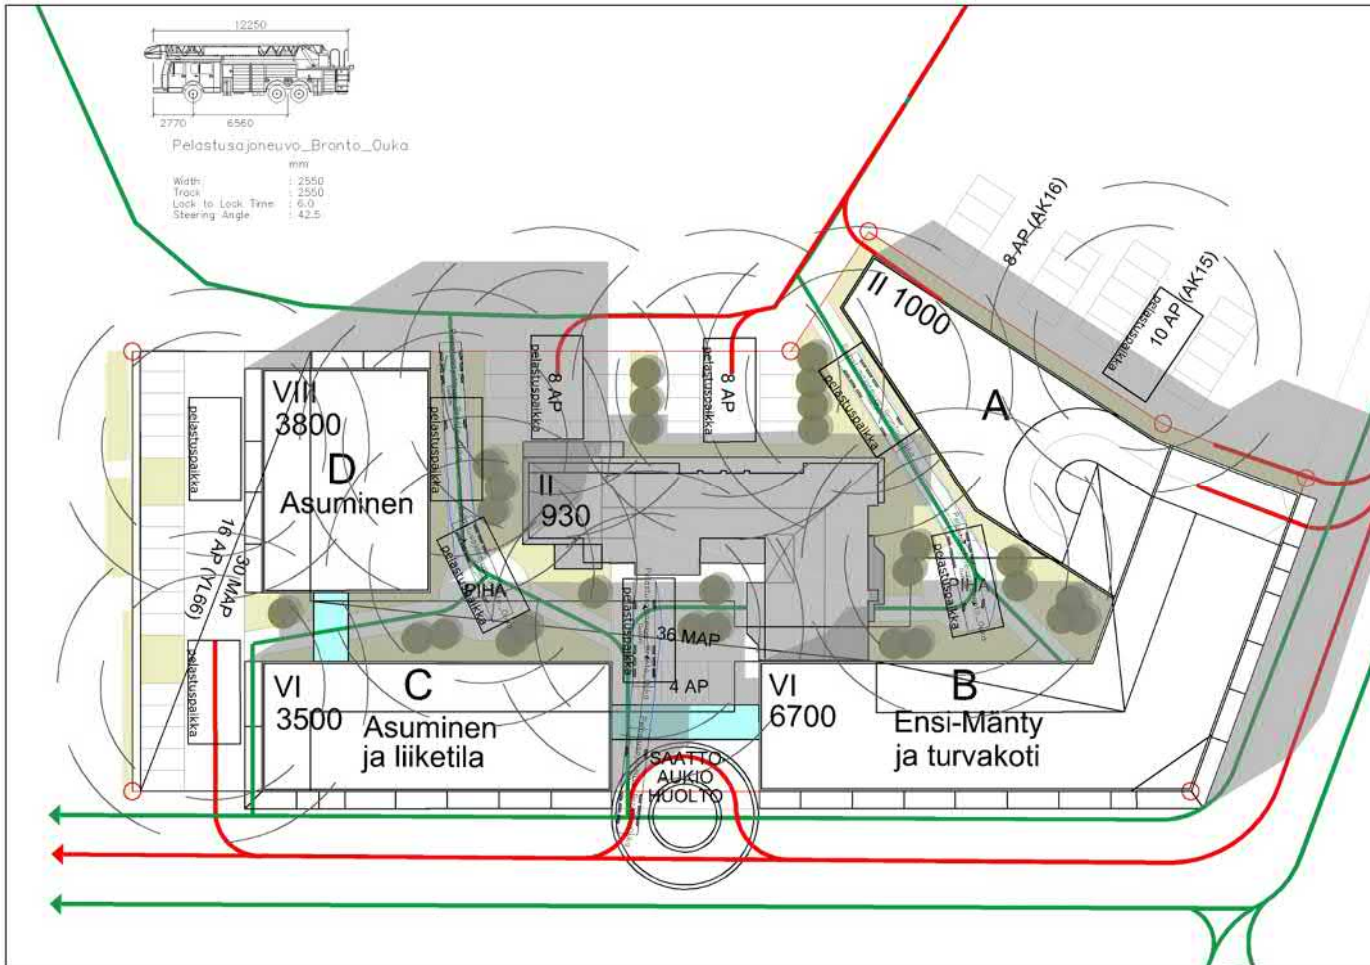 12250
2770
6560
Pelastusajoneuvo_Bronto_Ouka
mm
Width : 2550
Track : 2550
Lock to Lock Time : 6.0
Steering Angle : 42.5
8 AP (AK16)
10 AP (AK15)
pelastuspaikka
II 1000
A
pelastuspaikka
8 AP
pelastuspaikka
8 AP
pelastuspaikka
pelastuspaikka
VIII
3800
D
Asuminen
pelastuspaikka
pelastuspaikka
II
930
16 AP (YL66)
30 MAP
PIHA
pelastuspaikka
PIHA
pelastuspaikka
pelastuspaikka
36 MAP
4 AP
pelastuspaikka
VI
3500
C
Asuminen
ja liiketila
VI
6700
B
Ensi-Mänty
ja turvakoti
SAATTO-
AUKIO
HUOLTO